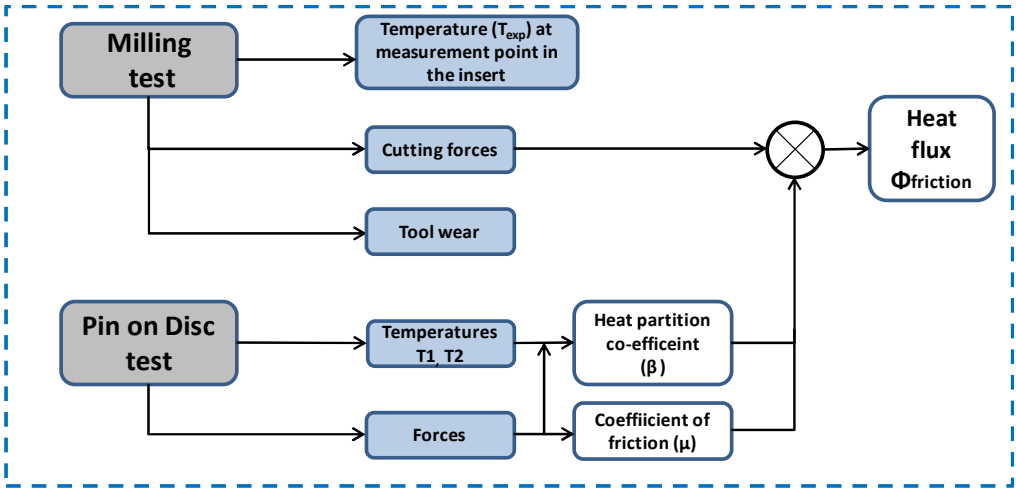 Milling
test
Temperature (Texp) at
measurement point in
the insert
Cutting forces
Tool wear
Heat
flux
Φfriction
Pin on Disc
test
Temperatures
T1, T2
Forces
Heat partition
co-efficeint
(β)
Coeffiicient of
friction (μ)